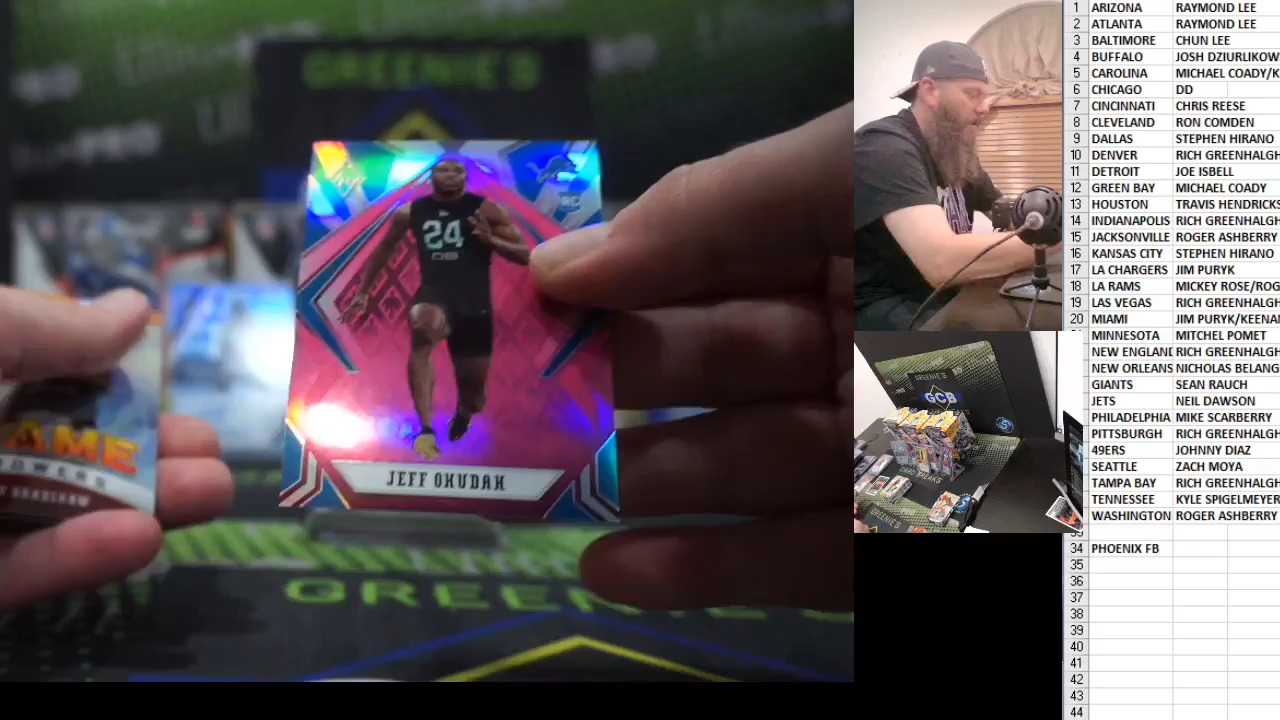 GREENIE'S
24
DB
RC
JEFF OKUDAH
AME
GREENIE'S
GCB
CARD BREAKS
GREENIE'S
1 ARIZONA RAYMOND LEE
2 ATLANTA RAYMOND LEE
3 BALTIMORE CHUN LEE
4 BUFFALO JOSH DZIURLIKOW
5 CAROLINA MICHAEL COADY/K
6 CHICAGO DD
7 CINCINNATI CHRIS REESE
8 CLEVELAND RON COMDEN
9 DALLAS STEPHEN HIRANO
10 DENVER RICH GREENHALGH
11 DETROIT JOE ISBELL
12 GREEN BAY MICHAEL COADY
13 HOUSTON TRAVIS HENDRICKS
14 INDIANAPOLIS RICH GREENHALGH
15 JACKSONVILLE ROGER ASHBERRY
16 KANSAS CITY STEPHEN HIRANO
17 LA CHARGERS JIM PURYK
18 LA RAMS MICKEY ROSE/ROG
19 LAS VEGAS RICH GREENHALGH
20 MIAMI JIM PURYK/KEENAN
MINNESOTA MITCHEL POMET
NEW ENGLAND RICH GREENHALGH
NEW ORLEANS NICHOLAS BELANG
GIANTS SEAN RAUCH
JETS NEIL DAWSON
PHILADELPHIA MIKE SCARBERRY
PITTSBURGH RICH GREENHALGH
49ERS JOHNNY DIAZ
SEATTLE ZACH MOYA
TAMPA BAY RICH GREENHALGH
TENNESSEE KYLE SPIGELMEYER
WASHINGTON ROGER ASHBERRY
34 PHOENIX FB
35
36
37
38
39
40
41
42
43
44